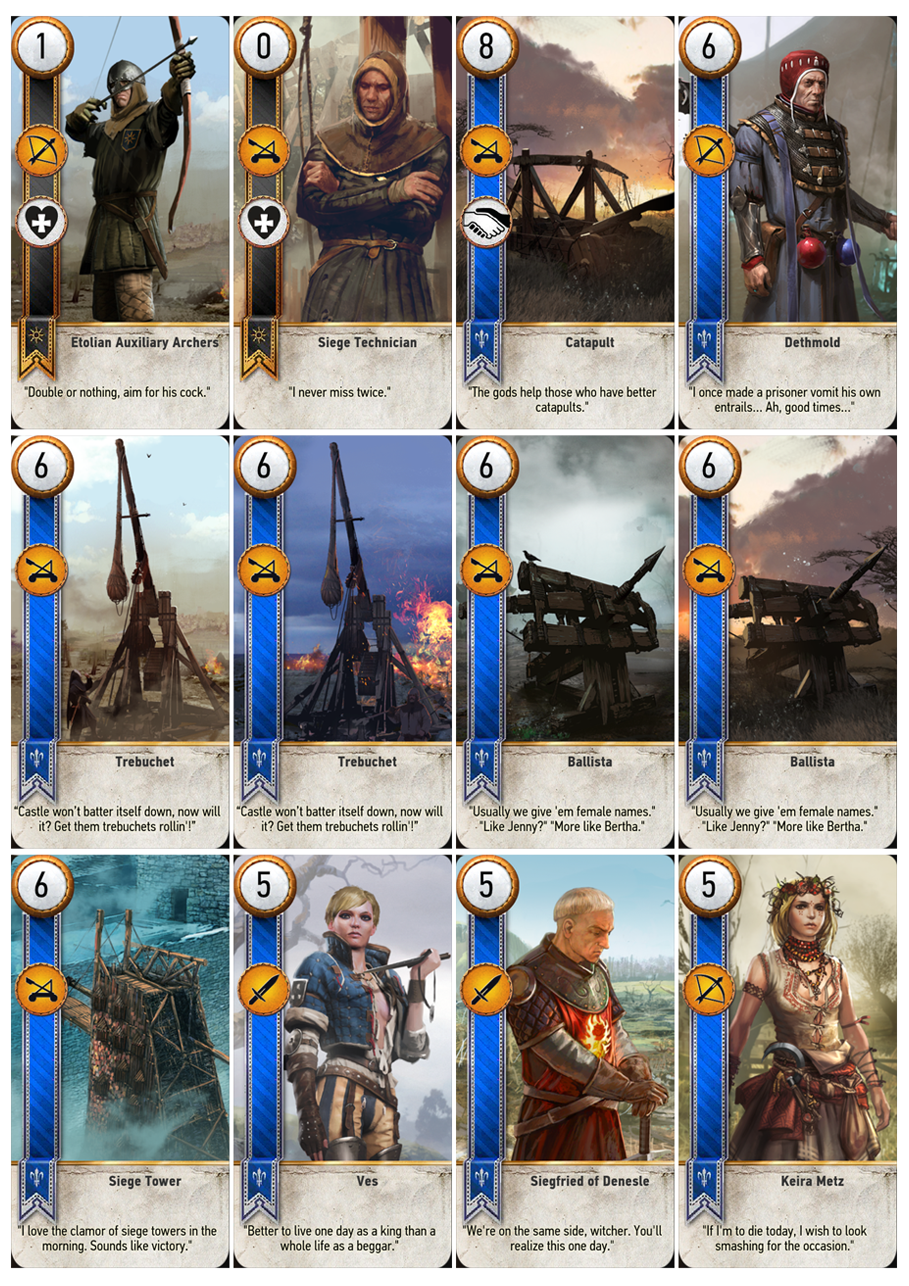 1
Etolian Auxiliary Archers
"Double or nothing, aim for his cock."
0
Siege Technician
"I never miss twice."
8
Catapult
"The gods help those who have better
catapults."
6
Dethmold
"I once made a prisoner vomit his own
entrails... Ah, good times..."
6
Trebuchet
"Castle won't batter itself down, now will
it? Get them trebuchets rollin'!"
6
Trebuchet
"Castle won't batter itself down, now will
it? Get them trebuchets rollin'!"
6
Ballista
"Usually we give 'em female names."
"Like Jenny?" "More like Bertha."
6
Ballista
"Usually we give 'em female names."
"Like Jenny?" "More like Bertha."
6
Siege Tower
"I love the clamor of siege towers in the
morning. Sounds like victory."
5
Ves
"Better to live one day as a king than a
whole life as a beggar."
5
Siegfried of Denesle
"We're on the same side, witcher. You'll
realize this one day."
5
Keira Metz
"If I'm to die today, I wish to look
smashing for the occasion."